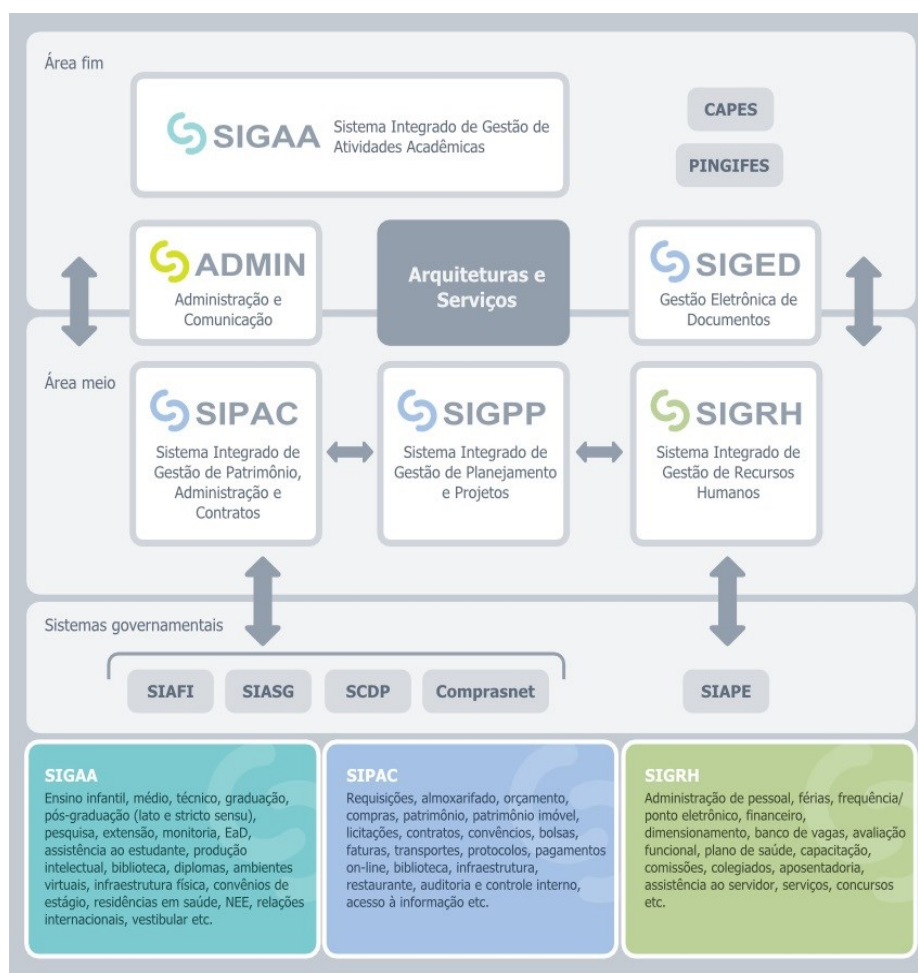 Área fim
SIGAA
Sistema Integrado de Gestão de
Atividades Acadêmicas
CAPES
PINGIFES
ADMIN
Administração e
Comunicação
Arquiteturas e
Serviços
SIGED
Gestão Eletrônica de
Documentos
Área meio
SIPAC
Sistema Integrado de
Gestão de Patrimônio,
Administração e
Contratos
SIGPP
Sistema Integrado de
Gestão de Planejamento
e Projetos
SIGRH
Sistema Integrado de
Gestão de Recursos
Humanos
Sistemas governamentais
SIAFI
SIASG
SCDP
Comprasnet
SIAPE
SIGAA
Ensino infantil, médio, técnico, graduação,
pós-graduação (lato e stricto sensu),
pesquisa, extensão, monitoria, EaD,
assistência ao estudante, produção
intelectual, biblioteca, diplomas, ambientes
virtuais, infraestrutura física, convênios de
estágio, residências em saúde, NEE, relações
internacionais, vestibular etc.
SIPAC
Requisições, almoxarifado, orçamento,
compras, patrimônio, patrimônio imóvel,
licitações, contratos, convêncios, bolsas,
faturas, transportes, protocolos, pagamentos
on-line, biblioteca, infraestrutura,
restaurante, auditoria e controle interno,
acesso à informação etc.
SIGRH
Administração de pessoal, férias, frequência/
ponto eletrônico, financeiro,
dimensionamento, banco de vagas, avaliação
funcional, plano de saúde, capacitação,
comissões, colegiados, aposentadoria,
assistência ao servidor, serviços, concursos
etc.